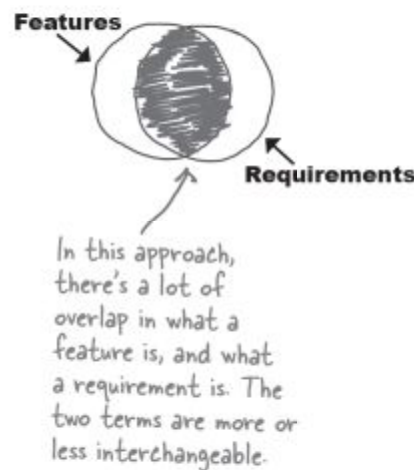 Features
Requirements
In this approach,
there's a lot of
overlap in what a
feature is, and what
a requirement is. The
two terms are more or
less interchangeable.